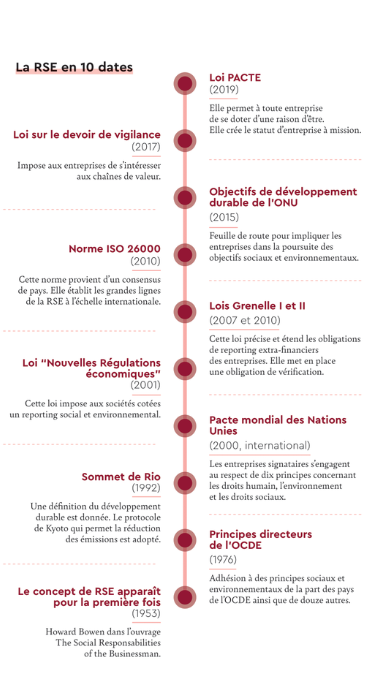 La RSE en 10 dates
Loi PACTE
(2019)
Elle permet à toute entreprise
de se doter d'une raison d'être.
Elle crée le statut d'entreprise à mission.
Loi sur le devoir de vigilance
(2017)
Impose aux entreprises de s'intéresser
aux chaînes de valeur.
Objectifs de développement
durable de l'ONU
(2015)
Feuille de route pour impliquer les
entreprises dans la poursuite des
objectifs sociaux et environnementaux.
Norme ISO 26000
(2010)
Cette norme provient d'un consensus
de pays. Elle établit les grandes lignes
de la RSE à l'échelle internationale.
Lois Grenelle I et II
(2007 et 2010)
Cette loi précise et étend les obligations
de reporting extra-financiers
des entreprises. Elle met en place
une obligation de vérification.
Loi "Nouvelles Régulations
économiques"
(2001)
Cette loi impose aux sociétés cotées
un reporting social et environnemental.
Pacte mondial des Nations
Unies
(2000, international)
Les entreprises signataires s'engagent
au respect de dix principes concernant
les droits humain, l'environnement
et les droits sociaux.
Sommet de Rio
(1992)
Une définition du développement
durable est donnée. Le protocole
de Kyoto qui permet la réduction
des émissions est adopté.
Principes directeurs
de l'OCDE
(1976)
Adhésion à des principes sociaux et
environnementaux de la part des pays
de l'OCDE ainsi que de douze autres.
Le concept de RSE apparaît
pour la première fois
(1953)
Howard Bowen dans l'ouvrage
The Social Responsabilities
of the Businessman.